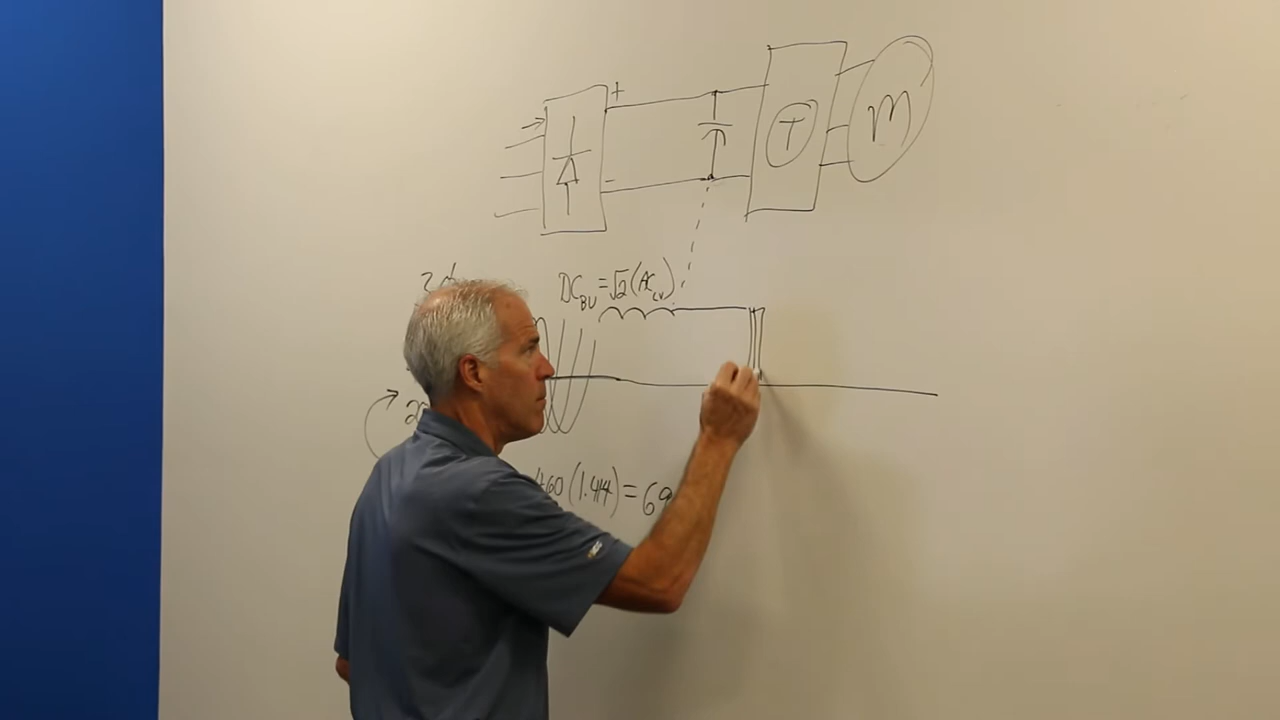 +
T
M
-
DC_BV = √2 (AC_LV)
460 (1.414) = 69